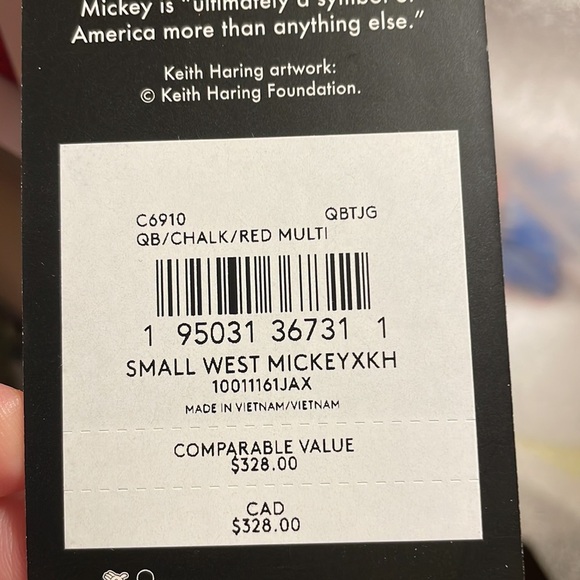 Mickey is "ultimately a symbol of
America more than anything else."
Keith Haring artwork:
© Keith Haring Foundation.
C6910 QBTJG
QB/CHALK/RED MULTI
1 95031 36731 1
SMALL WEST MICKEYXKH
10011161JAX
MADE IN VIETNAM/VIETNAM
COMPARABLE VALUE
$328.00
CAD
$328.00